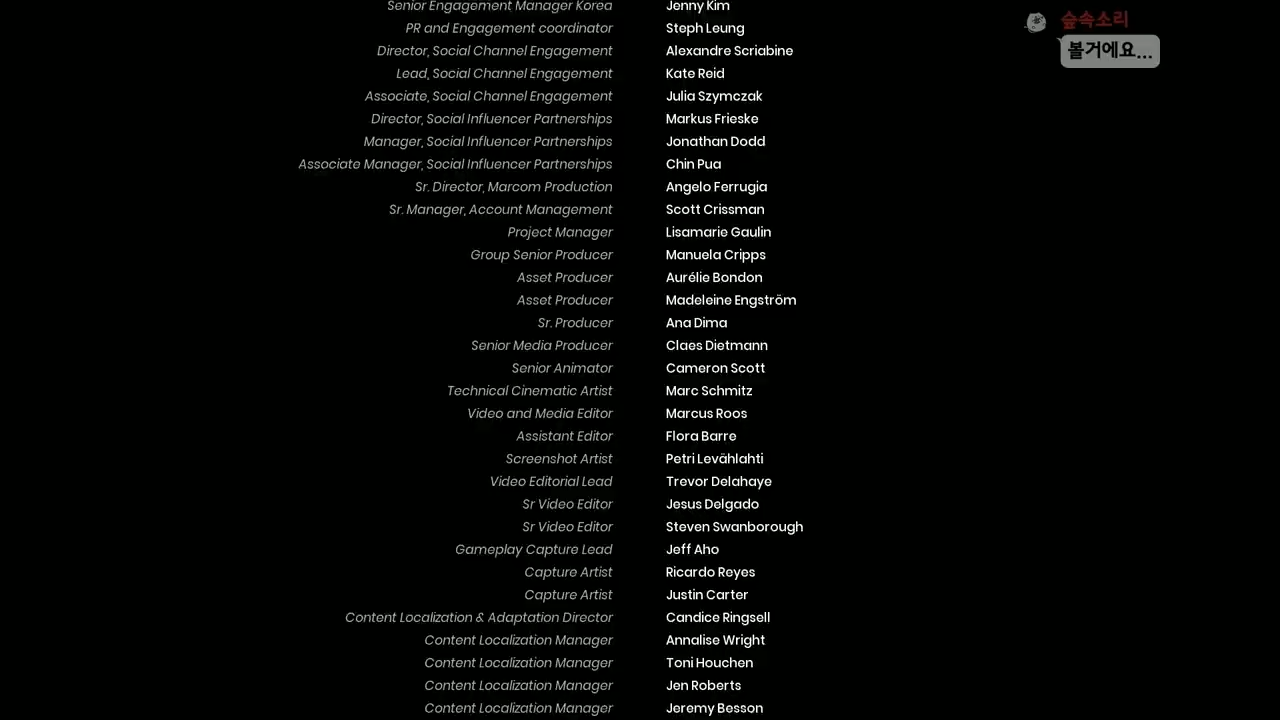 Senior Engagement Manager Korea Jenny Kim
PR and Engagement coordinator Steph Leung
Director, Social Channel Engagement Alexandre Scriabine
Lead, Social Channel Engagement Kate Reid
Associate, Social Channel Engagement Julia Szymczak
Director, Social Influencer Partnerships Markus Frieske
Manager, Social Influencer Partnerships Jonathan Dodd
Associate Manager, Social Influencer Partnerships Chin Pua
Sr. Director, Marcom Production Angelo Ferrugia
Sr. Manager, Account Management Scott Crissman
Project Manager Lisamarie Gaulin
Group Senior Producer Manuela Cripps
Asset Producer Aurélie Bondon
Asset Producer Madeleine Engström
Sr. Producer Ana Dima
Senior Media Producer Claes Dietmann
Senior Animator Cameron Scott
Technical Cinematic Artist Marc Schmitz
Video and Media Editor Marcus Roos
Assistant Editor Flora Barre
Screenshot Artist Petri Levählahti
Video Editorial Lead Trevor Delahaye
Sr Video Editor Jesus Delgado
Sr Video Editor Steven Swanborough
Gameplay Capture Lead Jeff Aho
Capture Artist Ricardo Reyes
Capture Artist Justin Carter
Content Localization & Adaptation Director Candice Ringsell
Content Localization Manager Annalise Wright
Content Localization Manager Toni Houchen
Content Localization Manager Jen Roberts
Content Localization Manager Jeremy Besson
숲속소리
볼거에요...